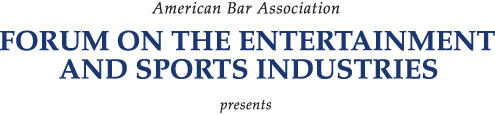 American Bar Association
FORUM ON THE ENTERTAINMENT
AND SPORTS INDUSTRIES
presents